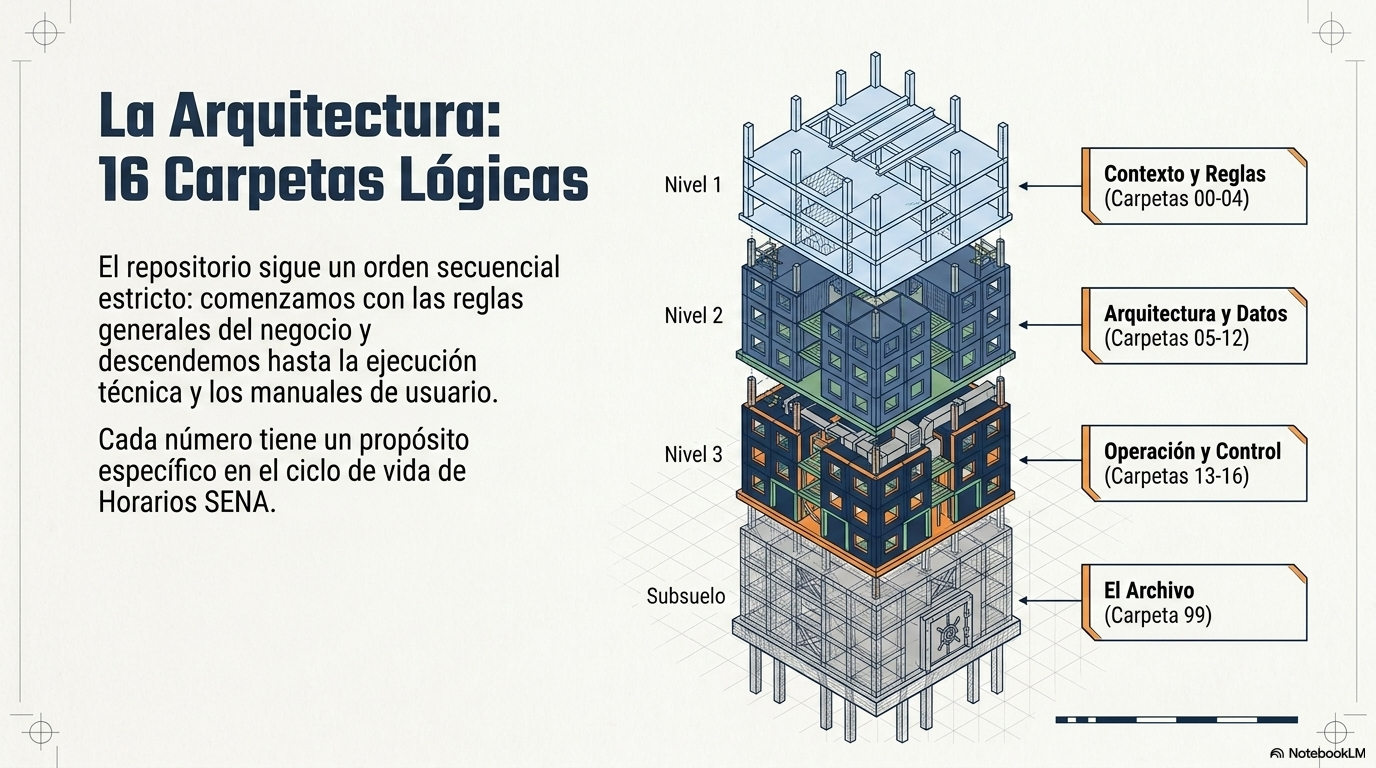 La Arquitectura:
16 Carpetas Lógicas
El repositorio sigue un orden secuencial
estricto: comenzamos con las reglas
generales del negocio y
descendemos hasta la ejecución
técnica y los manuales de usuario.
Cada número tiene un propósito
específico en el ciclo de vida de
Horarios SENA.
Nivel 1
Contexto y Reglas
(Carpetas 00-04)
Nivel 2
Arquitectura y Datos
(Carpetas 05-12)
Nivel 3
Operación y Control
(Carpetas 13-16)
Subsuelo
El Archivo
(Carpeta 99)
NotebookLM